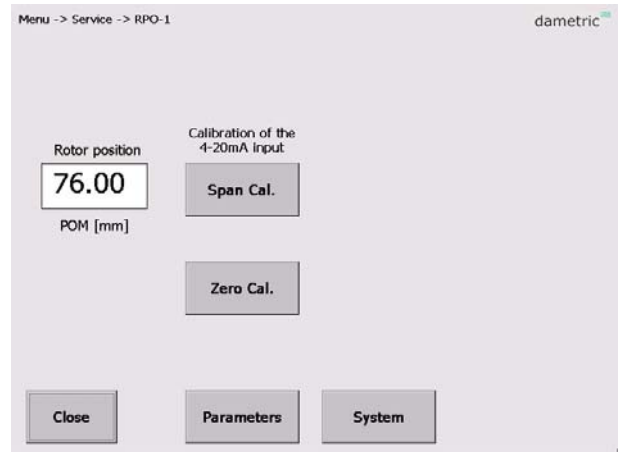 Menu -> Service -> RPO-1
dametric
Rotor position
76.00
POM [mm]
Calibration of the
4-20mA input
Span Cal.
Zero Cal.
Close
Parameters
System